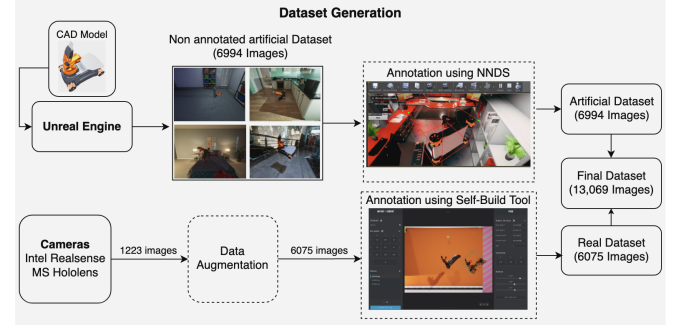 Dataset Generation
CAD Model
Non annotated artificial Dataset
(6994 Images)
Annotation using NNDS
Unreal Engine
Artificial Dataset
(6994 Images)
Final Dataset
(13,069 Images)
Annotation using Self-Build Tool
Cameras
Intel Realsense
MS Hololens
1223 images
Data
Augmentation
6075 images
Real Dataset
(6075 Images)